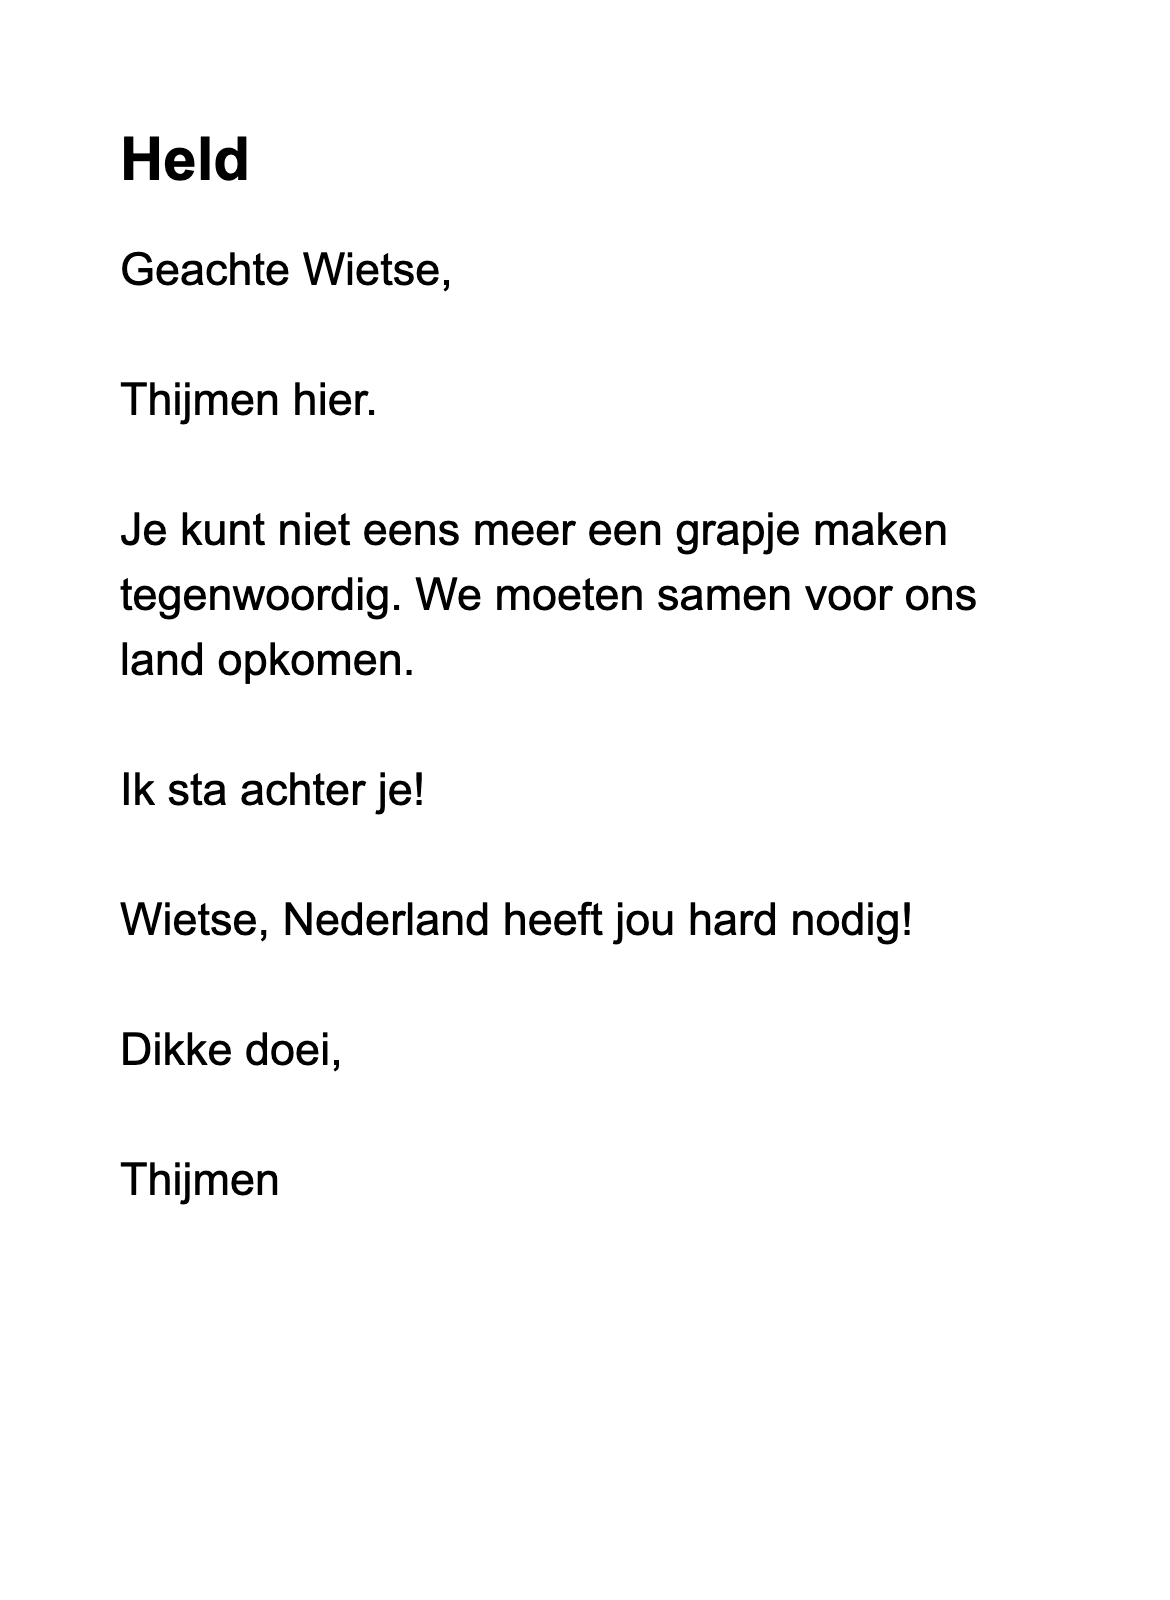 Held
Geachte Wietse,
Thijmen hier.
Je kunt niet eens meer een grapje maken
tegenwoordig. We moeten samen voor ons
land opkomen.
Ik sta achter je!
Wietse, Nederland heeft jou hard nodig!
Dikke doei,
Thijmen